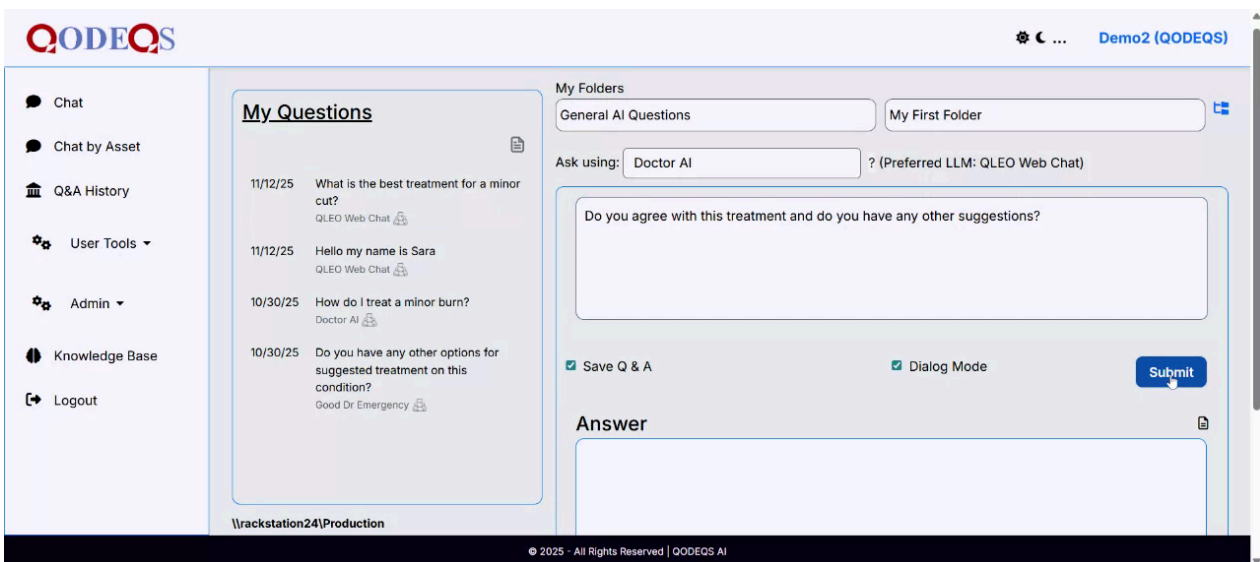 QODEQS
...
Demo2 (QODEQS)
Chat
Chat by Asset
Q&A History
User Tools
Admin
Knowledge Base
Logout
My Questions
11/12/25 What is the best treatment for a minor
cut?
QLEO Web Chat
11/12/25 Hello my name is Sara
QLEO Web Chat
10/30/25 How do I treat a minor burn?
Doctor AI
10/30/25 Do you have any other options for
suggested treatment on this
condition?
Good Dr Emergency
\\rackstation24\Production
My Folders
General AI Questions
My First Folder
Ask using: Doctor AI ? (Preferred LLM: QLEO Web Chat)
Do you agree with this treatment and do you have any other suggestions?
Save Q & A
Dialog Mode
Submit
Answer
© 2025 - All Rights Reserved | QODEQS AI